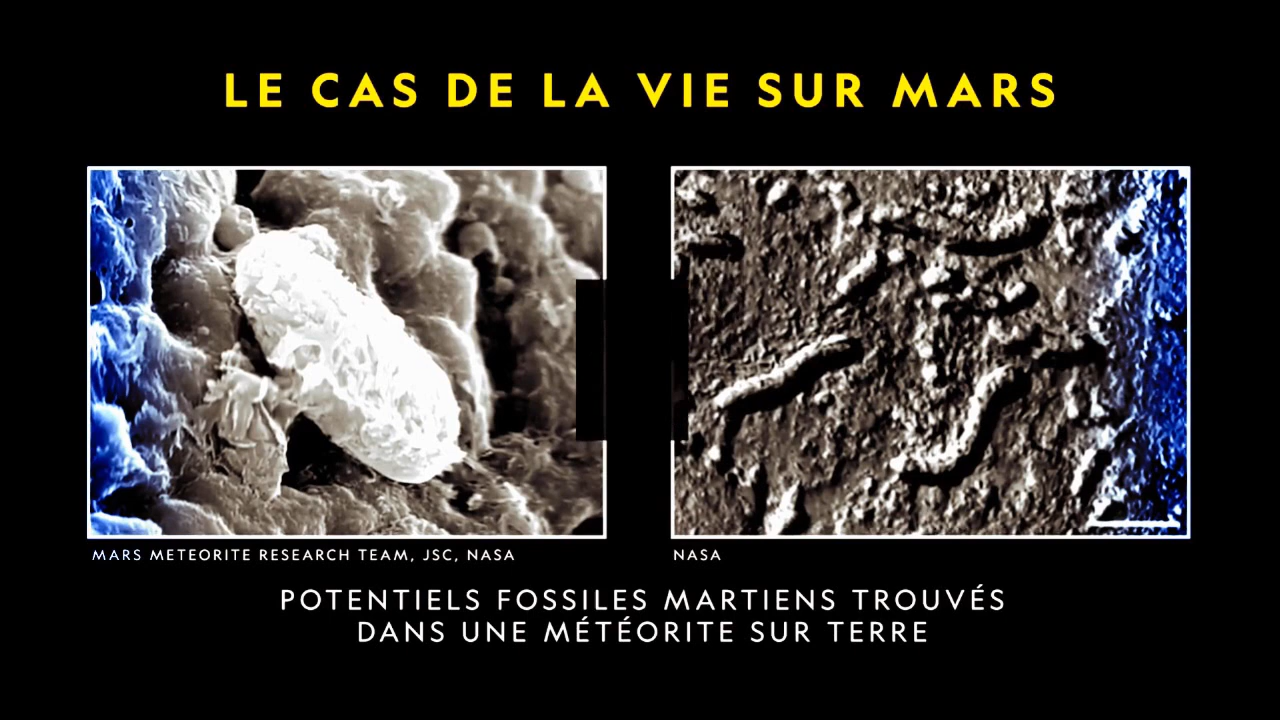 LE CAS DE LA VIE SUR MARS
MARS METEORITE RESEARCH TEAM, JSC, NASA
NASA
POTENTIELS FOSSILES MARTIENS TROUVÉS
DANS UNE MÉTÉORITE SUR TERRE